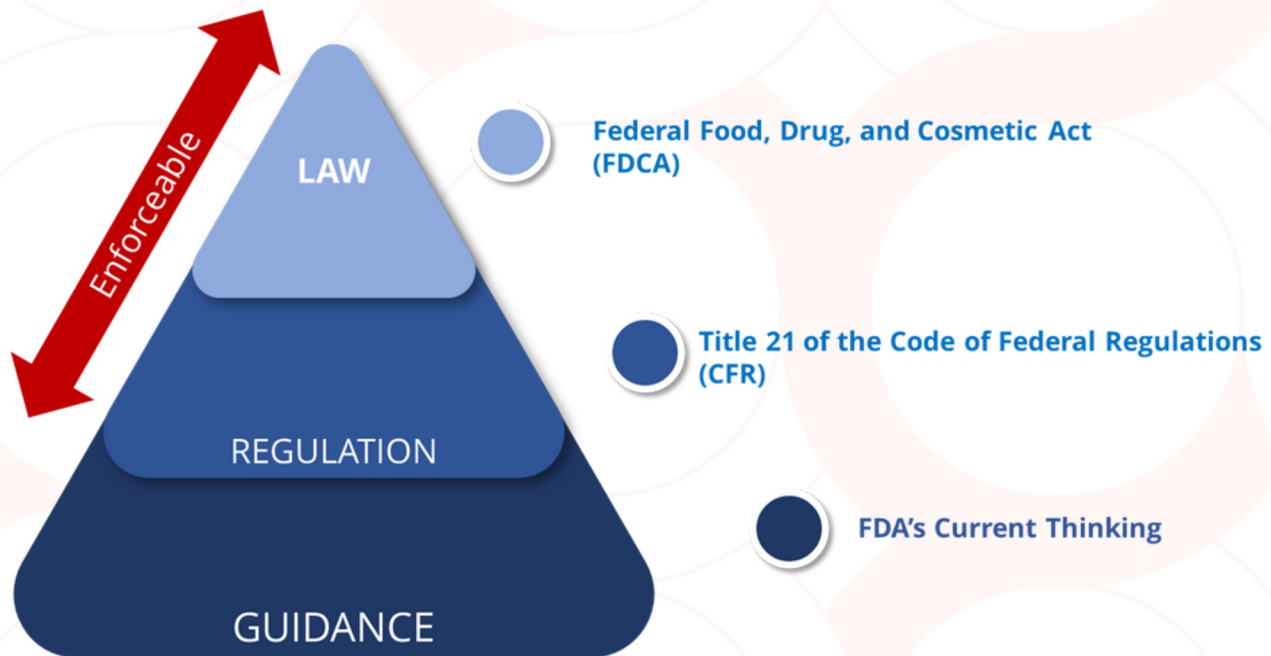 Enforceable
LAW
Federal Food, Drug, and Cosmetic Act
(FDCA)
REGULATION
Title 21 of the Code of Federal Regulations
(CFR)
GUIDANCE
FDA's Current Thinking